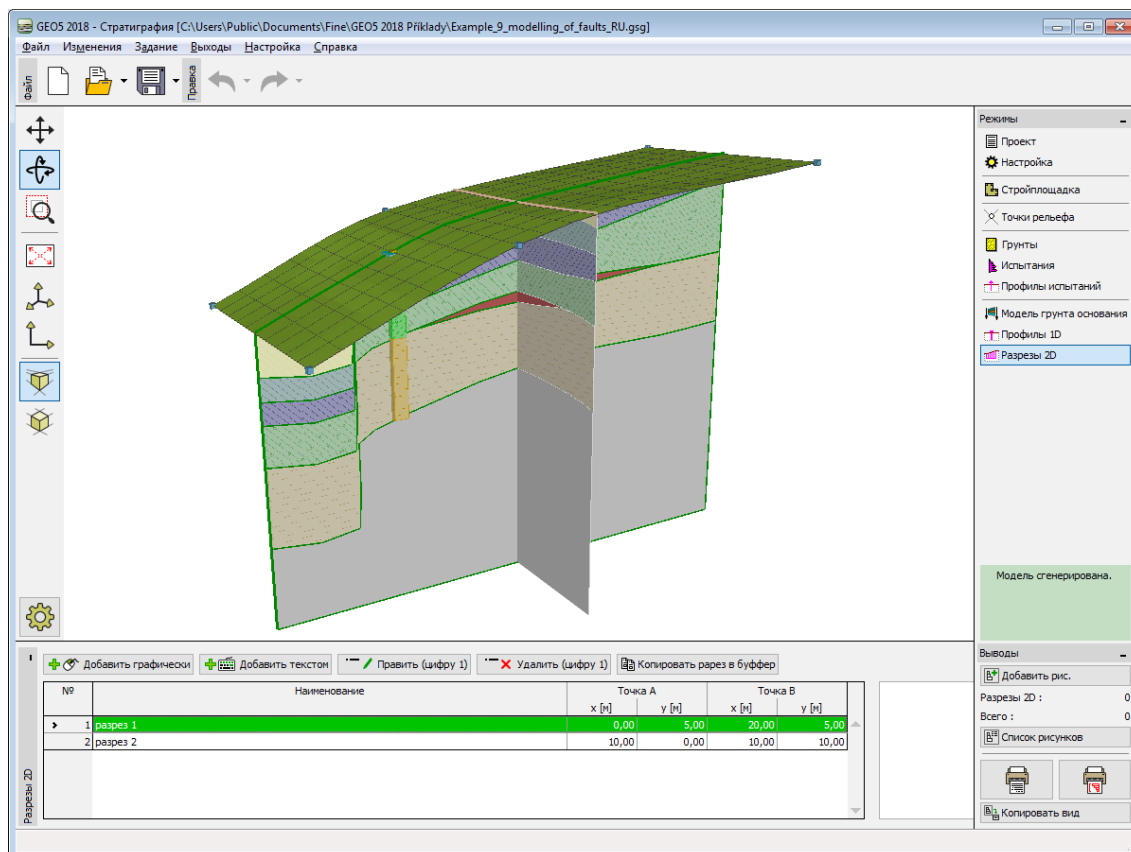 GEO5 2018 - Стратиграфия [C:\Users\Public\Documents\Fine\GEO5 2018 Příklady\Example_9_modelling_of_faults_RU.gsg]
Файл Изменения Задание Выходы Настройка Справка
Файл
Правка
Режимы
Проект
Настройка
Стройплощадка
Точки рельефа
Грунты
Испытания
Профилы испытаний
Модель грунта основания
Профилы 1D
Разрезы 2D
Модель сгенерирована.
Добавить графически Добавить текстом Править (цифру 1) Удалить (цифру 1) Копировать рарез в буффер
№ Наименование Точка A Точка B
x [м] y [м] x [м] y [м]
> 1 разрез 1 0,00 5,00 20,00 5,00
2 разрез 2 10,00 0,00 10,00 10,00
Разрезы 2D
Выводы
Добавить рис.
Разрезы 2D : 0
Всего : 0
Список рисунков
Копировать вид